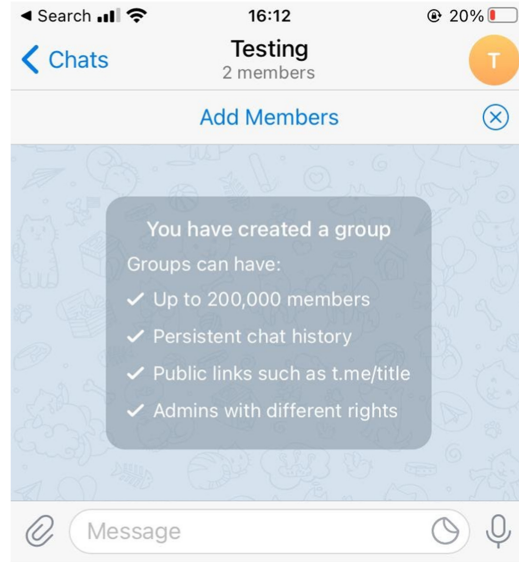 Search 16:12 20%
Chats Testing T
2 members
Add Members
You have created a group
Groups can have:
Up to 200,000 members
Persistent chat history
Public links such as t.me/title
Admins with different rights
Message